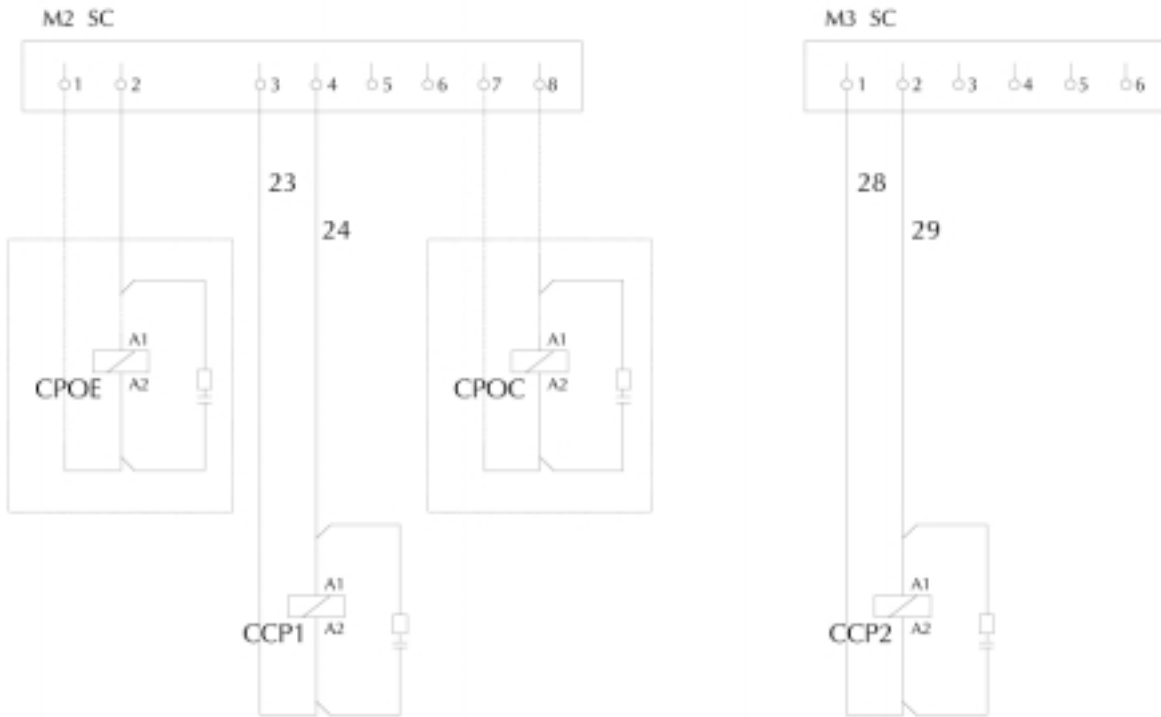 M2 SC
M3 SC
1 2 3 4 5 6 7 8
1 2 3 4 5 6
23
28
24
29
A1
A1
CPOE A2
CPOC A2
A1
A1
CCP1 A2
CCP2 A2